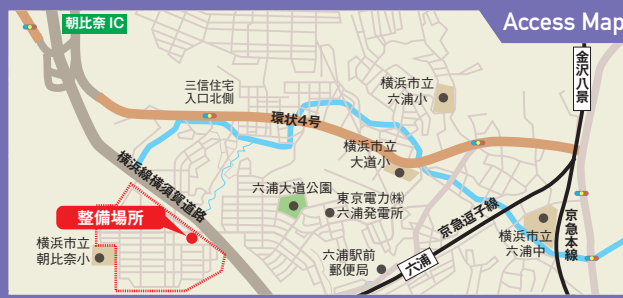 朝比奈 IC
Access Map
三信住宅
入口北側
環状4号
横浜市立
六浦小
金沢八景
横浜市立
大道小
横浜線横須賀道路
六浦大道公園
東京電力㈱
六浦発電所
京急逗子線
整備場所
横浜市立
朝比奈小
六浦駅前
郵便局
六浦
横浜市立
六浦中
京急本線